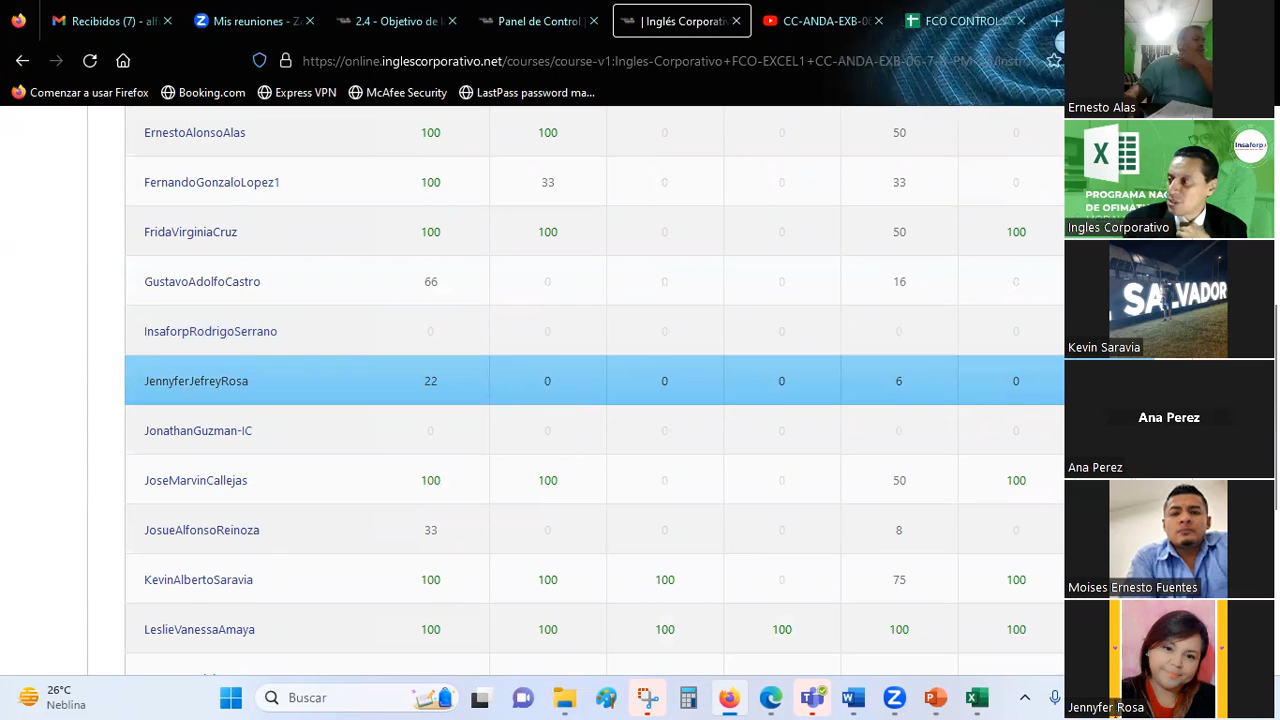 Recibidos (7) - alf
Mis reuniones - Z
2.4 - Objetivo de l
Panel de Control |
| Inglés Corporati
CC-ANDA-EXB-0
FCO CONTROL
https://online.inglescorporativo.net/courses/course-v1:Ingles-Corporativo+FCO-EXCEL1+CC-ANDA-EXB-06-7-
Comenzar a usar Firefox
Booking.com
Express VPN
McAfee Security
LastPass password ma...
ErnestoAlonsoAlas 100 100 0 0 50 0
FernandoGonzaloLopez1 100 33 0 0 33 0
FridaVirginiaCruz 100 100 0 0 50 100
GustavoAdolfoCastro 66 0 0 0 16 0
InsaforpRodrigoSerrano 0 0 0 0 0 0
JennyferJefreyRosa 22 0 0 0 6 0
JonathanGuzman-IC 0 0 0 0 0 0
JoseMarvinCallejas 100 100 0 0 50 100
JosueAlfonsoReinoza 33 0 0 0 8 0
KevinAlbertoSaravia 100 100 100 0 75 100
LeslieVanessaAmaya 100 100 100 100 100 100
Ernesto Alas
X
Insaforp
PROGRAMA NA
DE OFIMATI
Ingles Corporativo
SALVADOR
Kevin Saravia
Ana Perez
Ana Perez
Moises Ernesto Fuentes
Jennyfer Rosa
26°C
Neblina
Buscar